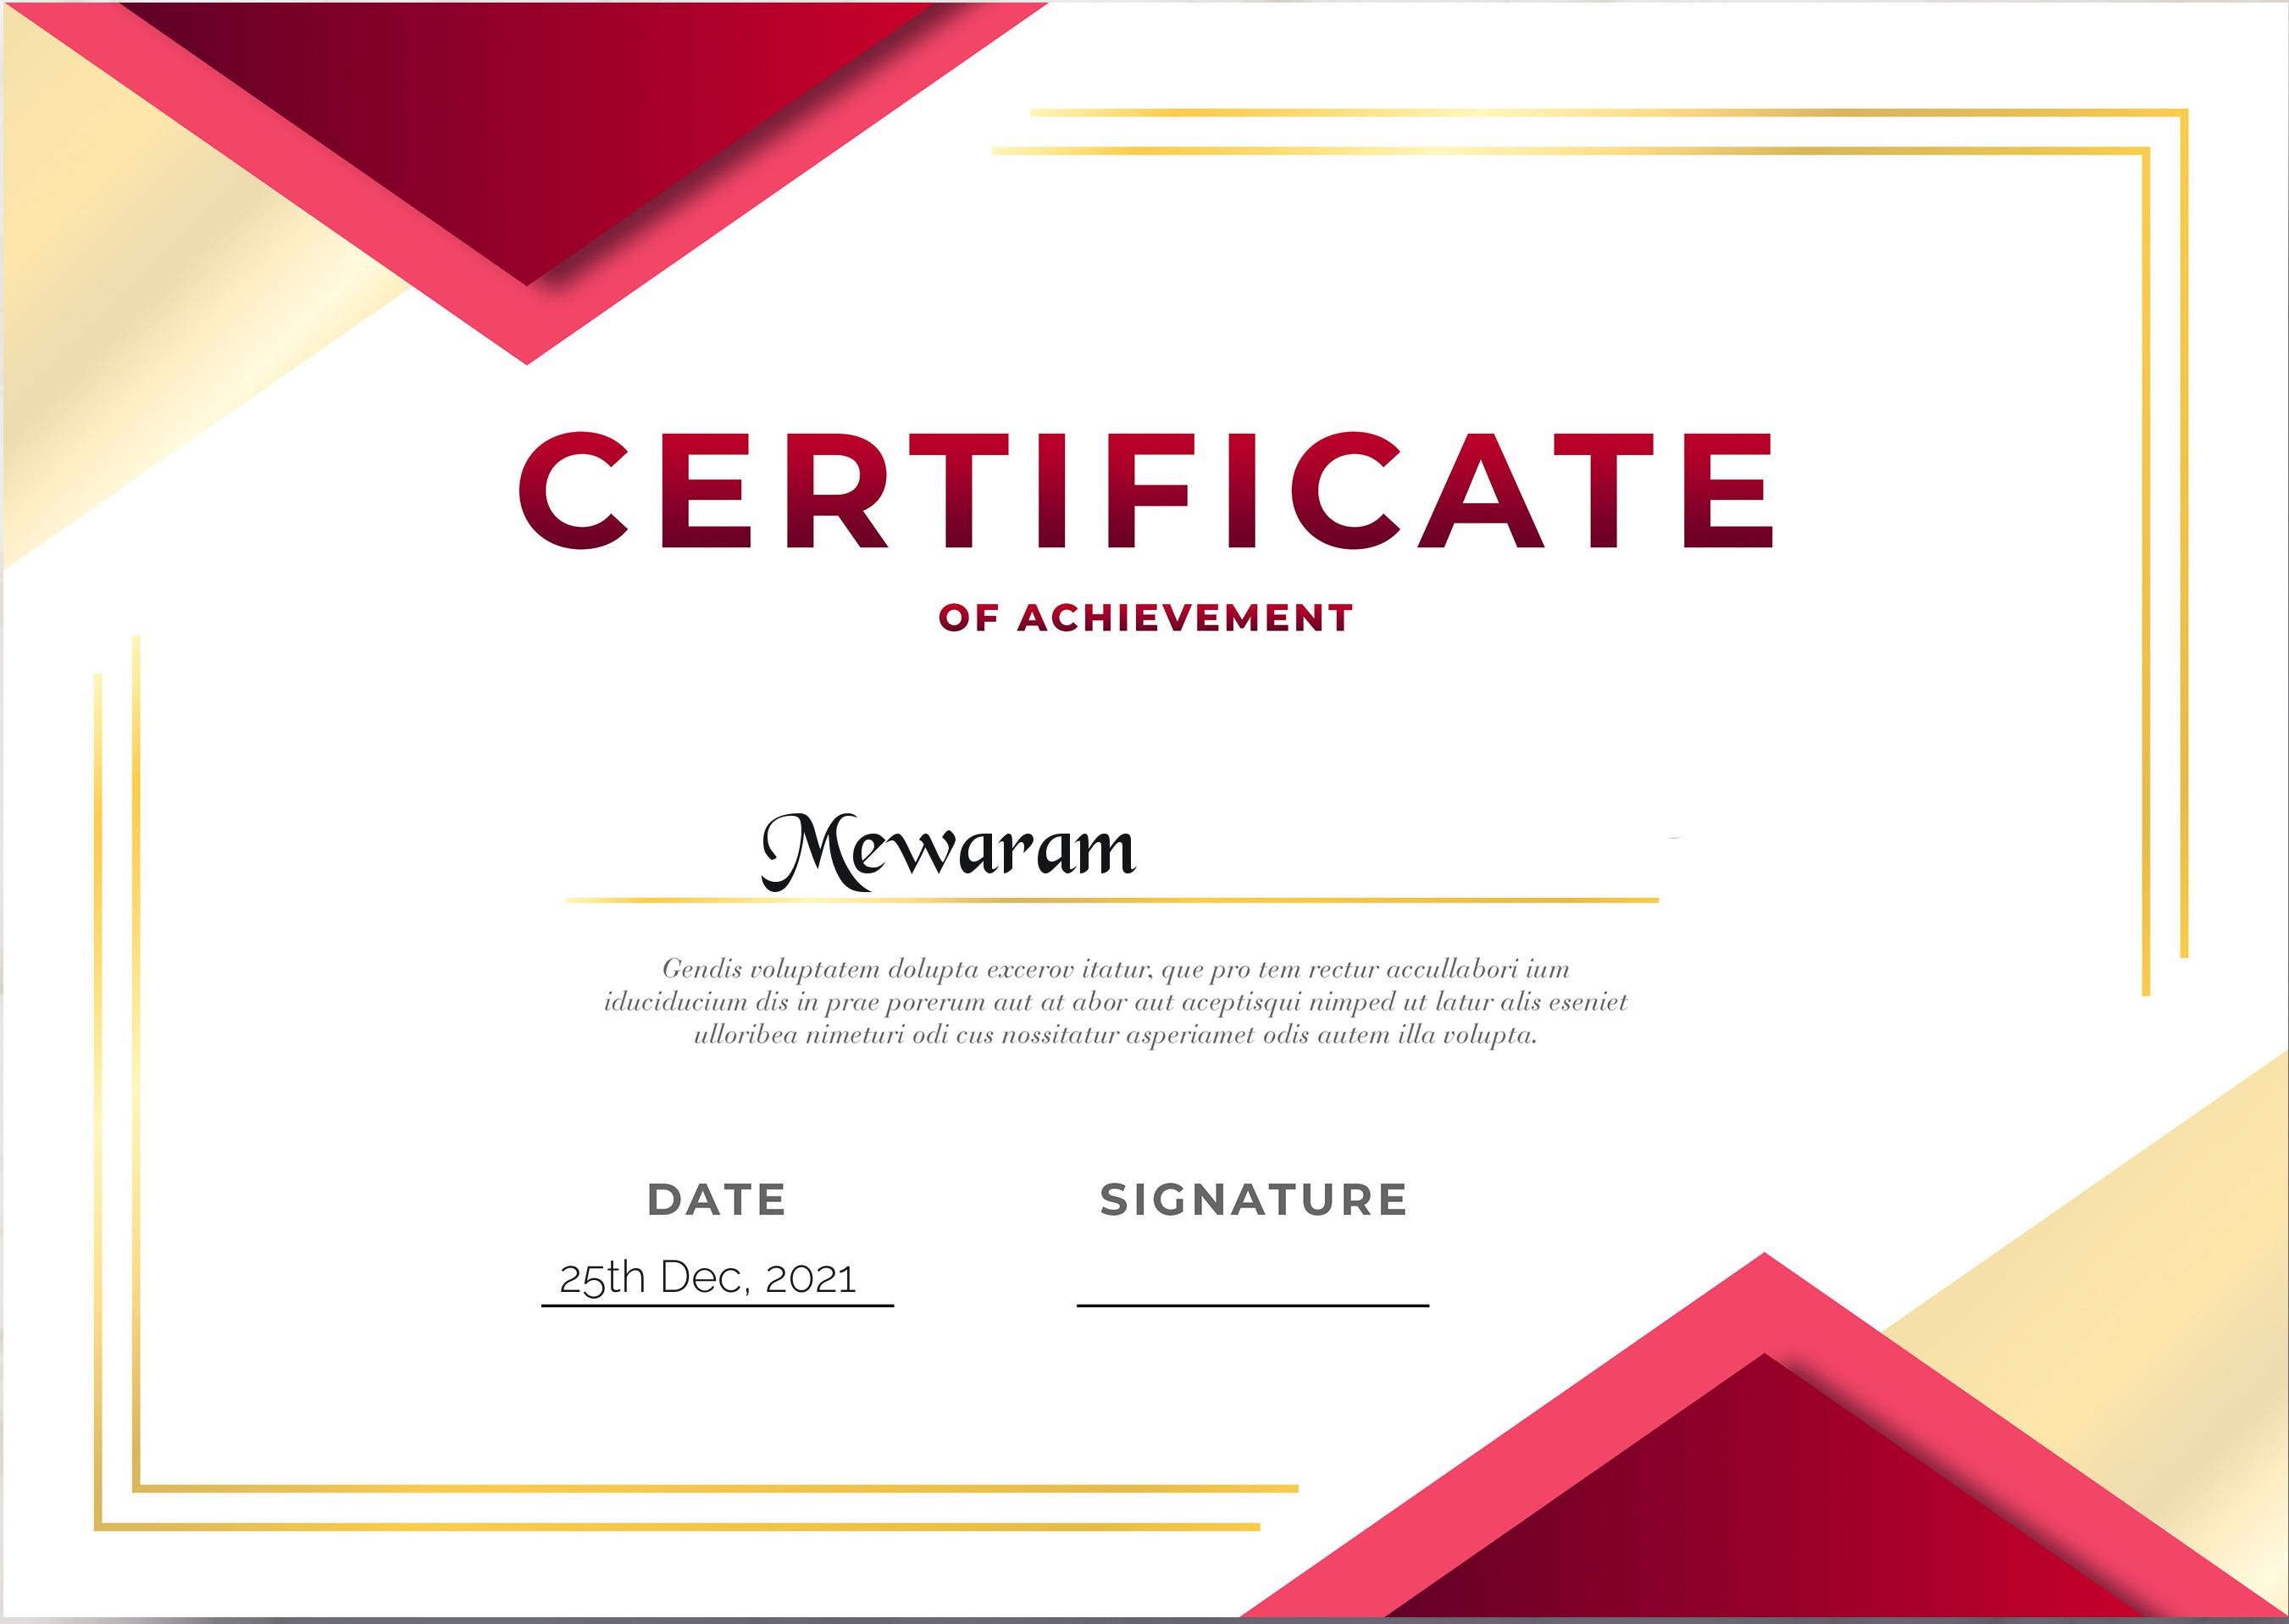 CERTIFICATE
OF ACHIEVEMENT
Mewaram
Gendis voluptatem dolupta excerov itatur, que pro tem rectur accullabori ium
iduciducium dis in prae porerum aut at abor aut aceptisqui nimped ut latur alis eseniet
ulloribea nimeturi odi cus nossitatur asperiamet odis autem illa volupta.
DATE SIGNATURE
25th Dec, 2021